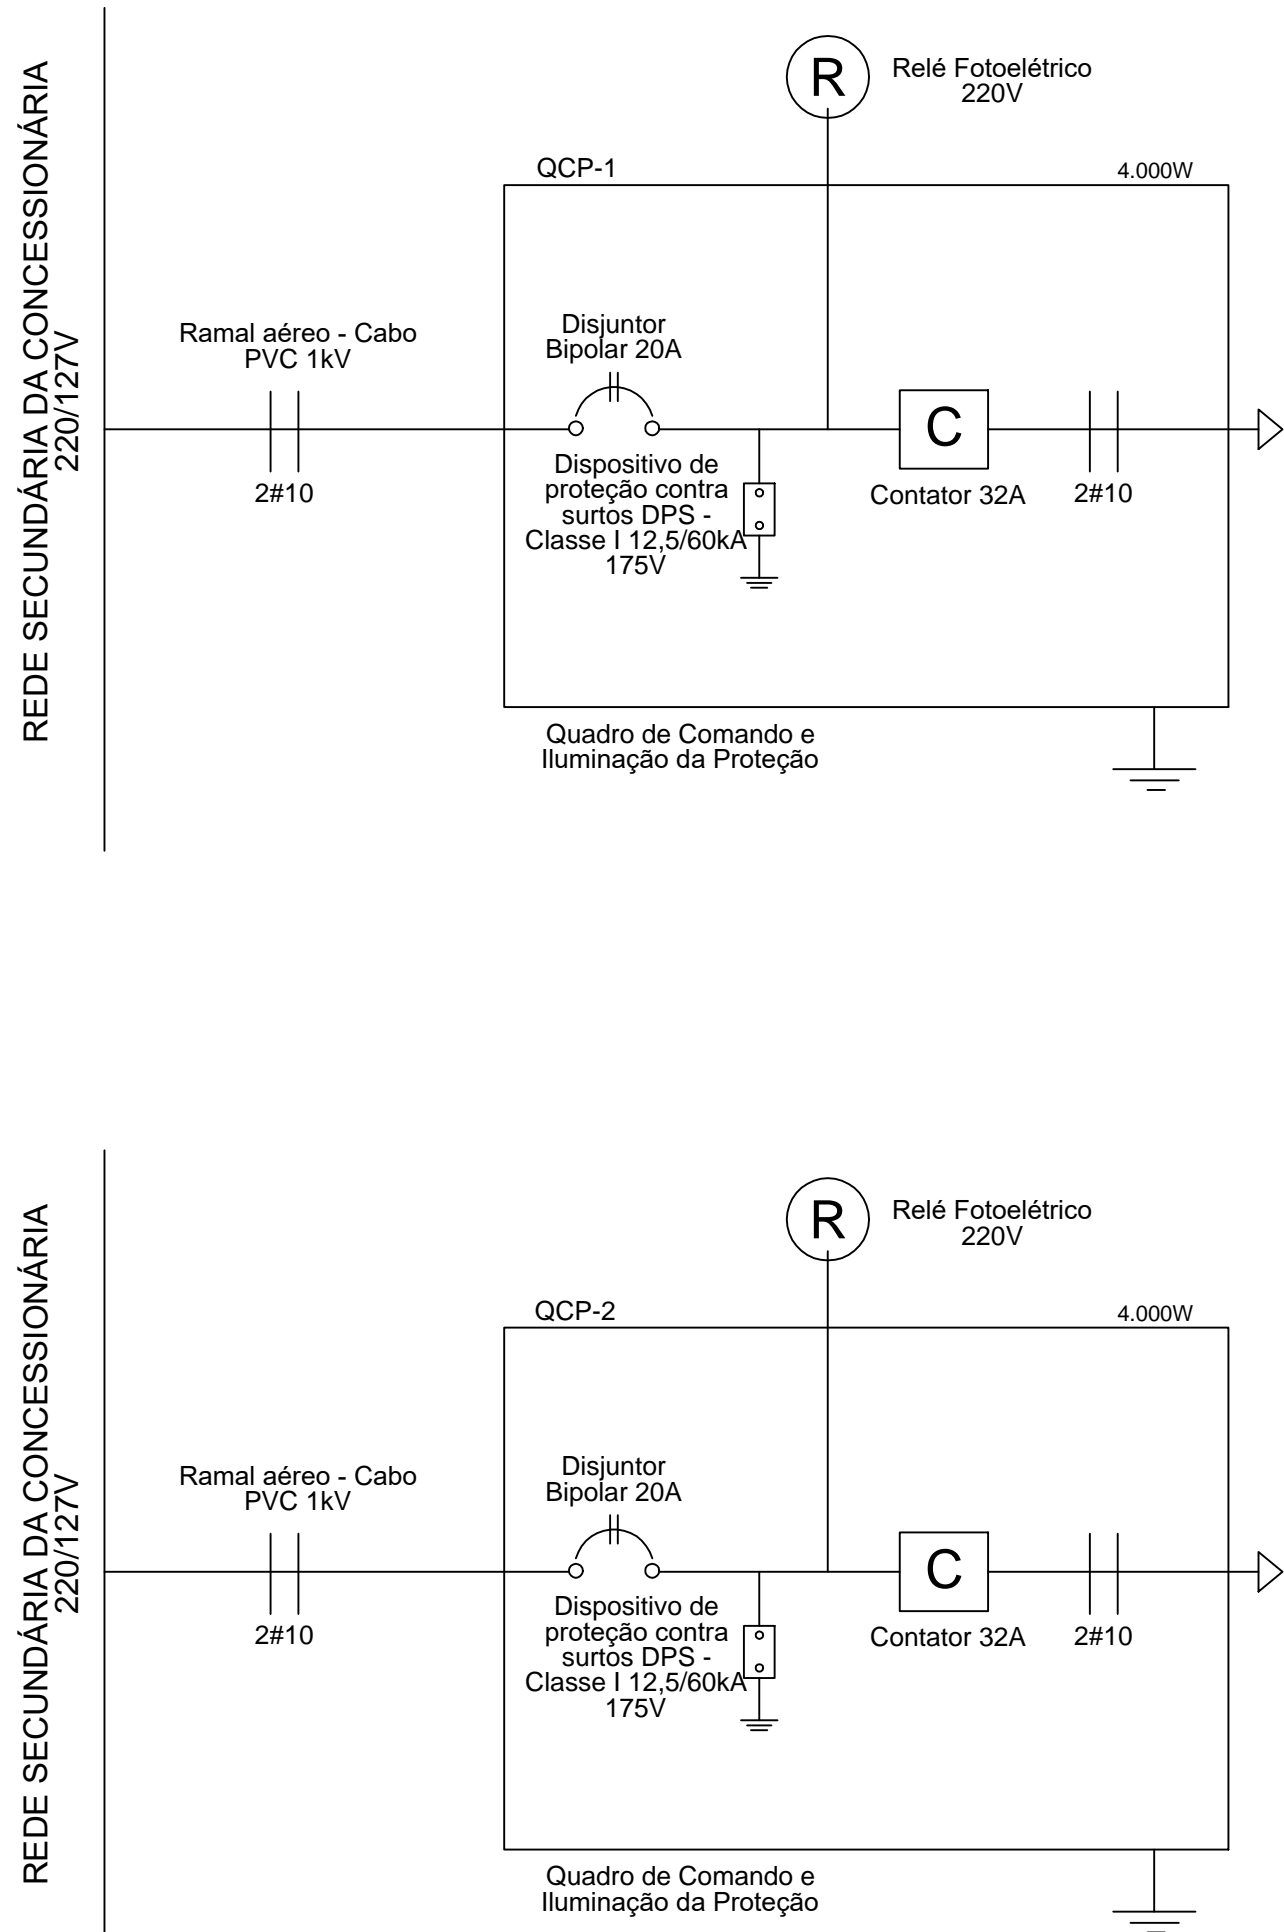 REDE SECUNDÁRIA DA CONCESSIONÁRIA
220/127V
R
Relé Fotoelétrico
220V
QCP-1
4.000W
Ramal aéreo - Cabo
PVC 1kV
2#10
Disjuntor
Bipolar 20A
Dispositivo de
proteção contra
surtos DPS -
Classe I 12,5/60kA
175V
C
Contator 32A
2#10
Quadro de Comando e
Iluminação da Proteção
REDE SECUNDÁRIA DA CONCESSIONÁRIA
220/127V
R
Relé Fotoelétrico
220V
QCP-2
4.000W
Ramal aéreo - Cabo
PVC 1kV
2#10
Disjuntor
Bipolar 20A
Dispositivo de
proteção contra
surtos DPS -
Classe I 12,5/60kA
175V
C
Contator 32A
2#10
Quadro de Comando e
Iluminação da Proteção